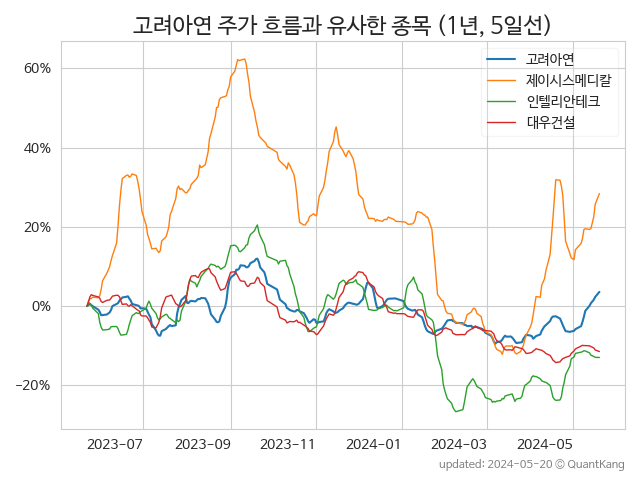 고려아연 주가 흐름과 유사한 종목 (1년, 5일선)
고려아연
제이시스메디칼
인텔리안테크
대우건설
60%
40%
20%
0%
−20%
2023-07
2023-09
2023-11
2024-01
2024-03
2024-05
updated: 2024-05-20 © QuantKang